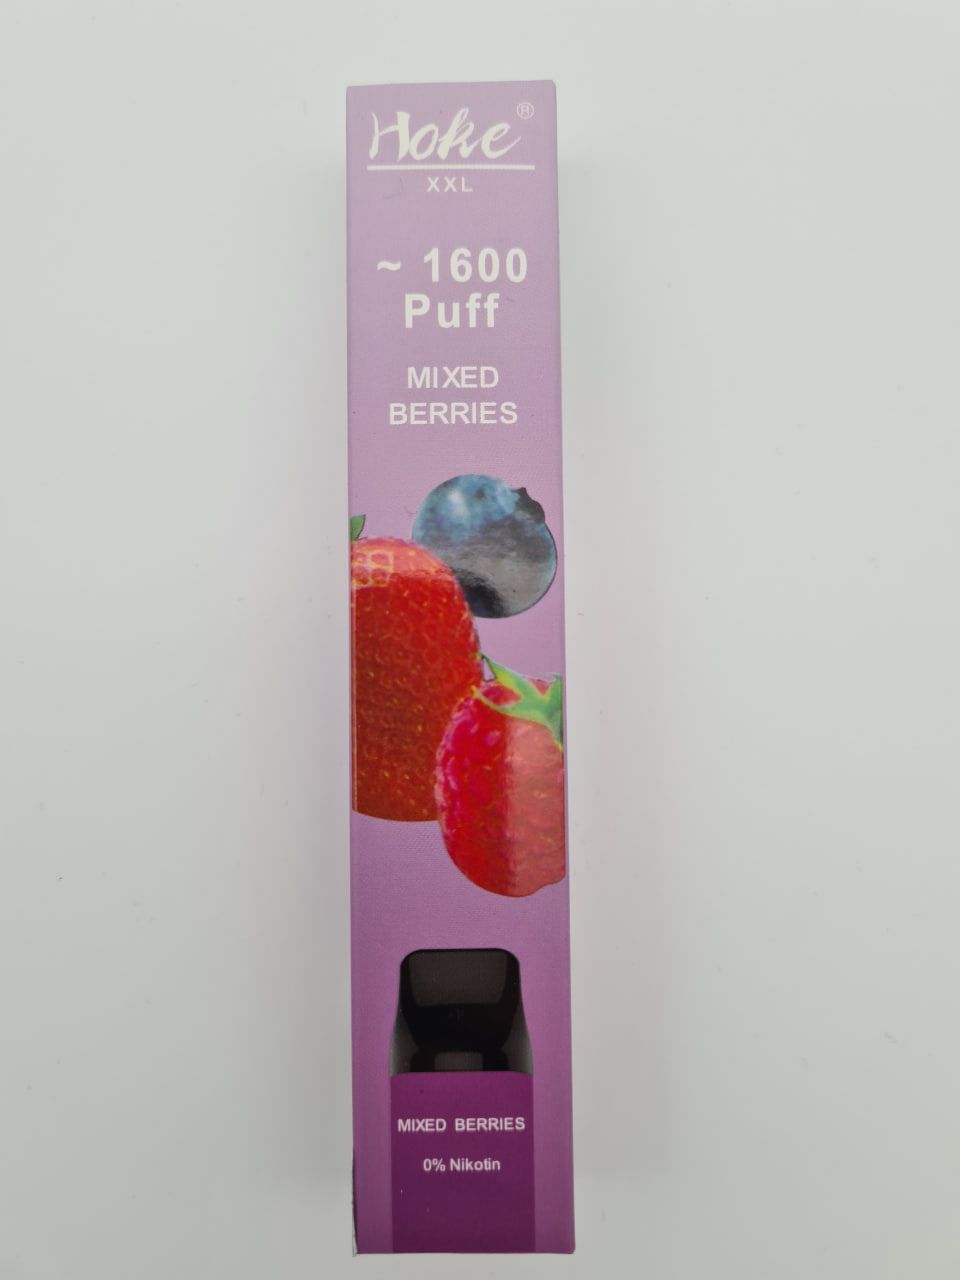 Hoke®
XXL
~ 1600
Puff
MIXED
BERRIES
MIXED BERRIES
0% Nikotin